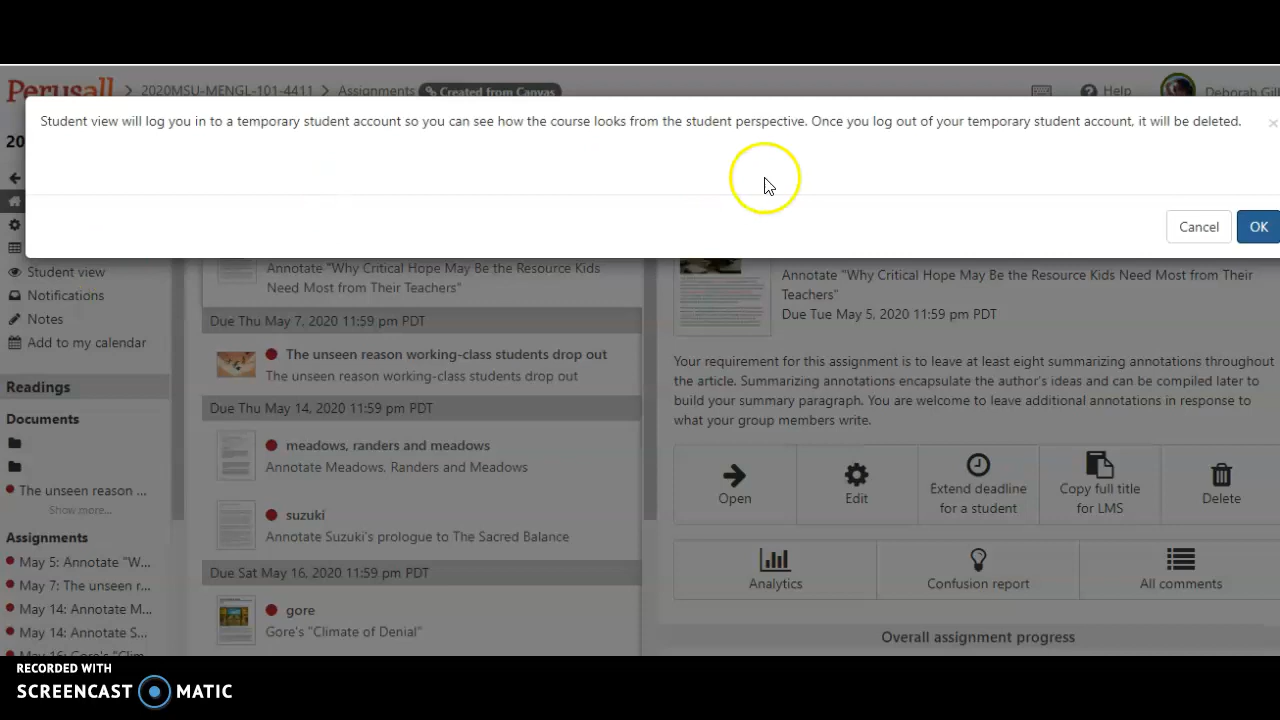 Perusall
2020MSU-MENGL-101-4411
Assignments
Created from Canvas
Help
Deborah Gill
Student view will log you in to a temporary student account so you can see how the course looks from the student perspective. Once you log out of your temporary student account, it will be deleted.
×
20
Cancel
OK
Student view
Notifications
Notes
Add to my calendar
Readings
Documents
The unseen reason ...
Show more...
Assignments
May 5: Annotate "W...
May 7: The unseen r...
May 14: Annotate M...
May 14: Annotate S...
May 16: Gore's "Clim
Annotate "Why Critical Hope May Be the Resource Kids
Need Most from Their Teachers"
Due Thu May 7, 2020 11:59 pm PDT
The unseen reason working-class students drop out
The unseen reason working-class students drop out
Due Thu May 14, 2020 11:59 pm PDT
meadows, randers and meadows
Annotate Meadows, Randers and Meadows
suzuki
Annotate Suzuki's prologue to The Sacred Balance
Due Sat May 16, 2020 11:59 pm PDT
gore
Gore's "Climate of Denial"
Annotate "Why Critical Hope May Be the Resource Kids Need Most from Their
Teachers"
Due Tue May 5, 2020 11:59 pm PDT
Your requirement for this assignment is to leave at least eight summarizing annotations throughout
the article. Summarizing annotations encapsulate the author's ideas and can be compiled later to
build your summary paragraph. You are welcome to leave additional annotations in response to
what your group members write.
Open
Edit
Extend deadline
for a student
Copy full title
for LMS
Delete
Analytics
Confusion report
All comments
Overall assignment progress
RECORDED WITH
SCREENCAST MATIC